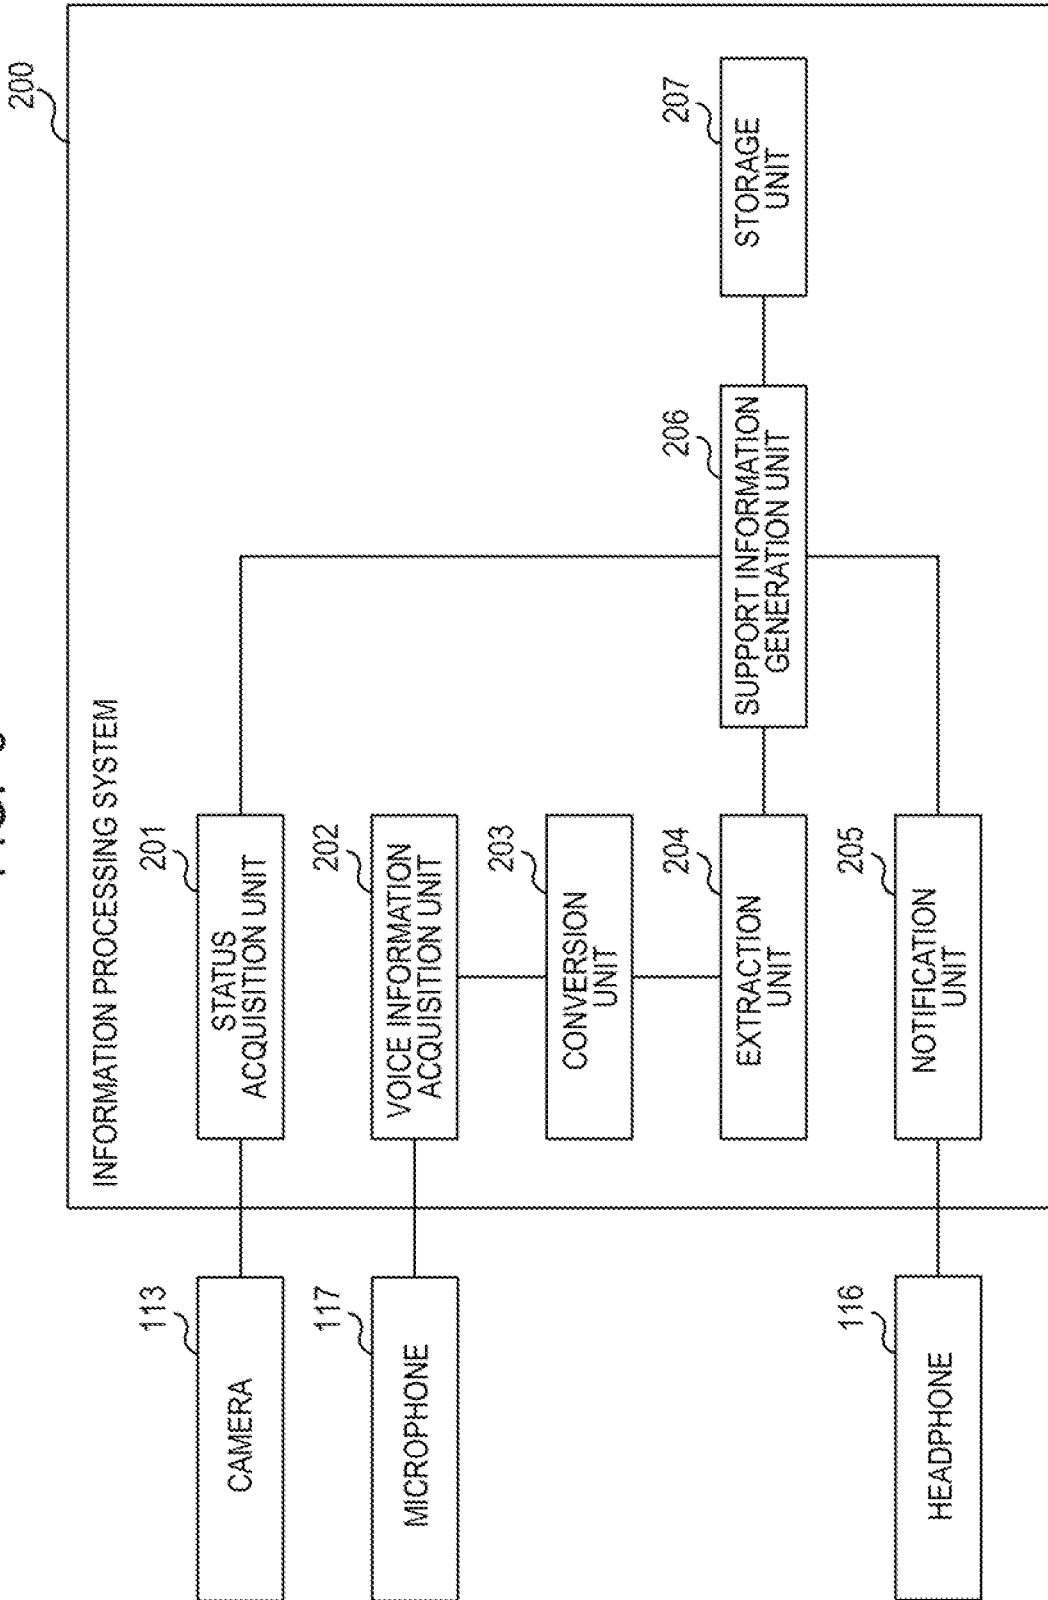 200
INFORMATION PROCESSING SYSTEM
113
CAMERA
201
STATUS
ACQUISITION UNIT
117
MICROPHONE
202
VOICE INFORMATION
ACQUISITION UNIT
203
CONVERSION
UNIT
204
EXTRACTION
UNIT
206
SUPPORT INFORMATION
GENERATION UNIT
207
STORAGE
UNIT
116
HEADPHONE
205
NOTIFICATION
UNIT